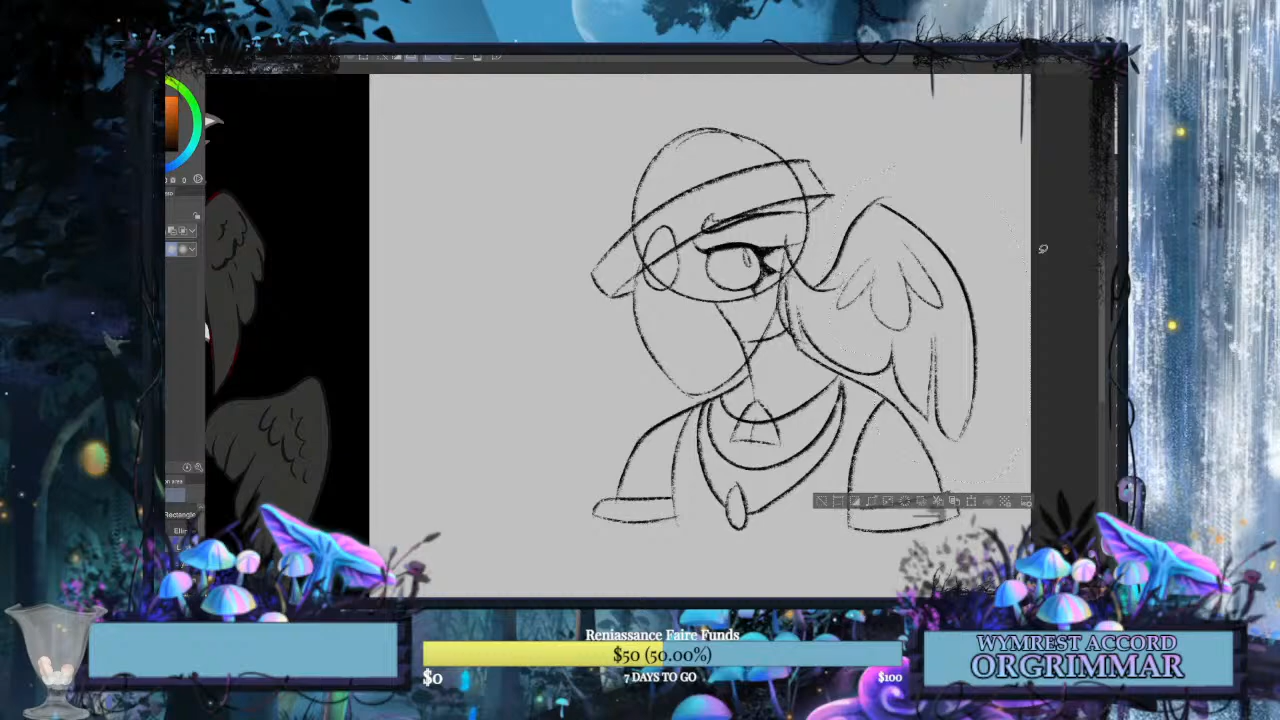 Rectangle
Reniassance Faire Funds
$50 (50.00%)
$0
7 DAYS TO GO
$100
WYMREST ACCORD
ORGRIMMAR